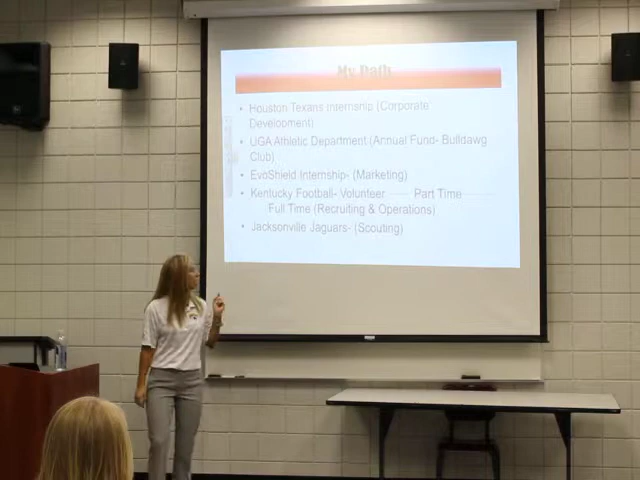 My Path
• Houston Texans Internship (Corporate
Development)
• UGA Athletic Department (Annual Fund- Bulldawg
Club)
• EvoShield Internship- (Marketing)
• Kentucky Football- Volunteer ------ Part Time ------
Full Time (Recruiting & Operations)
• Jacksonville Jaguars- (Scouting)